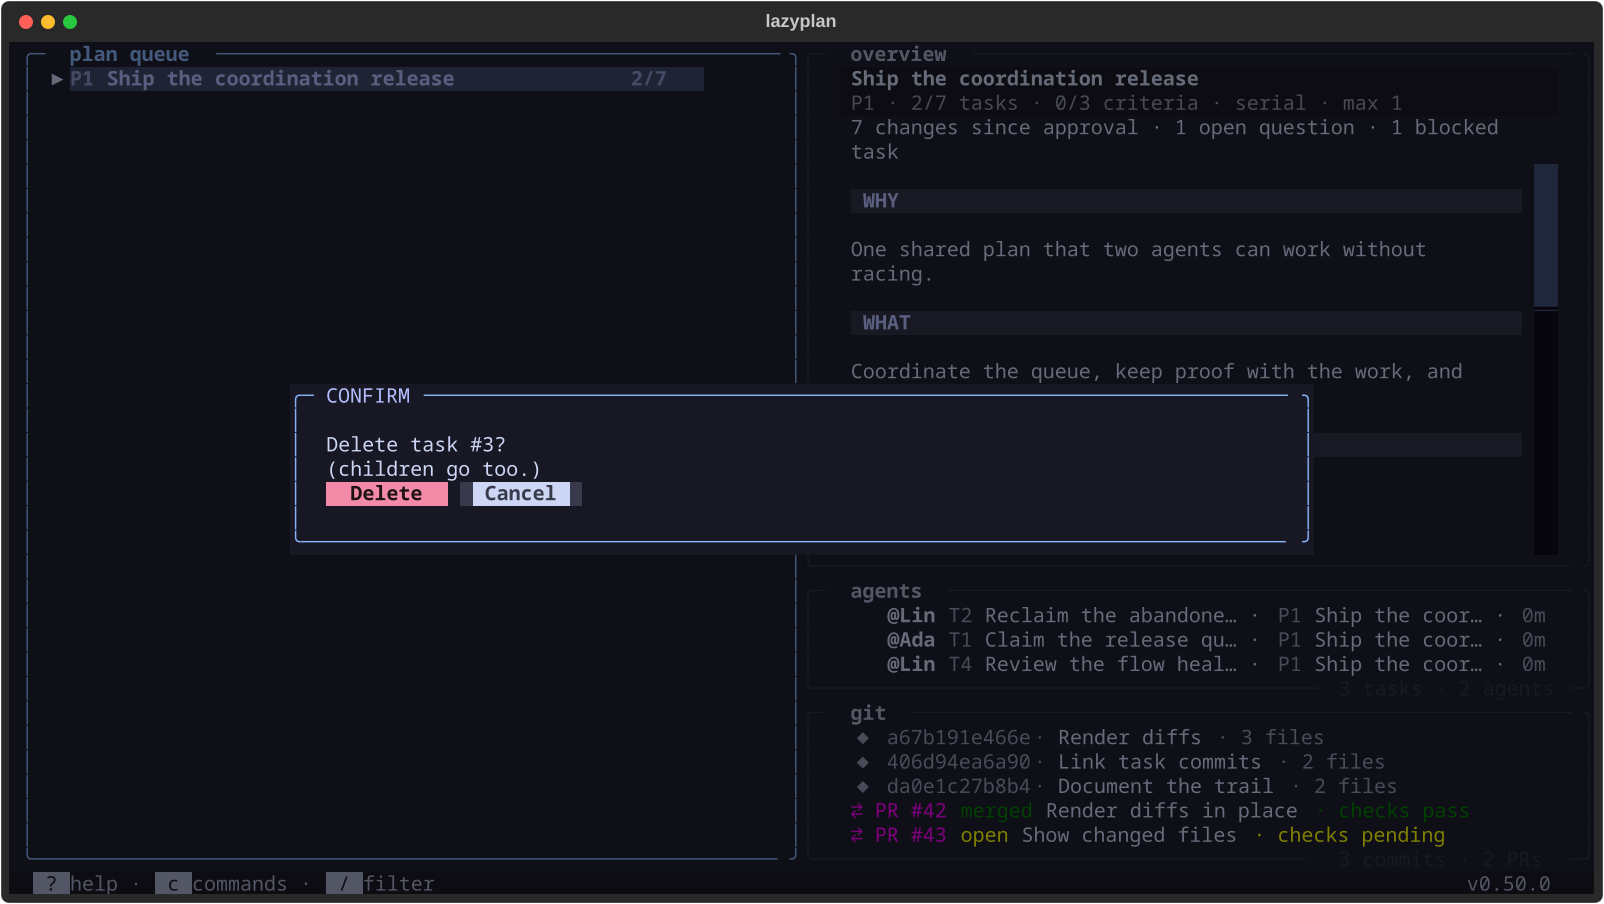 lazyplan
plan queue
▶ P1 Ship the coordination release 2/7
overview
Ship the coordination release
P1 · 2/7 tasks · 0/3 criteria · serial · max 1
7 changes since approval · 1 open question · 1 blocked
task
WHY
One shared plan that two agents can work without
racing.
WHAT
Coordinate the queue, keep proof with the work, and
CONFIRM
Delete task #3?
(children go too.)
Delete Cancel
agents
@Lin T2 Reclaim the abandone… · P1 Ship the coor… · 0m
@Ada T1 Claim the release qu… · P1 Ship the coor… · 0m
@Lin T4 Review the flow heal… · P1 Ship the coor… · 0m
3 tasks · 2 agents
git
◆ a67b191e466e · Render diffs · 3 files
◆ 406d94ea6a90 · Link task commits · 2 files
◆ da0e1c27b8b4 · Document the trail · 2 files
⇄ PR #42 merged Render diffs in place · checks pass
⇄ PR #43 open Show changed files · checks pending
3 commits · 2 PRs
? help · c commands · / filter
v0.50.0